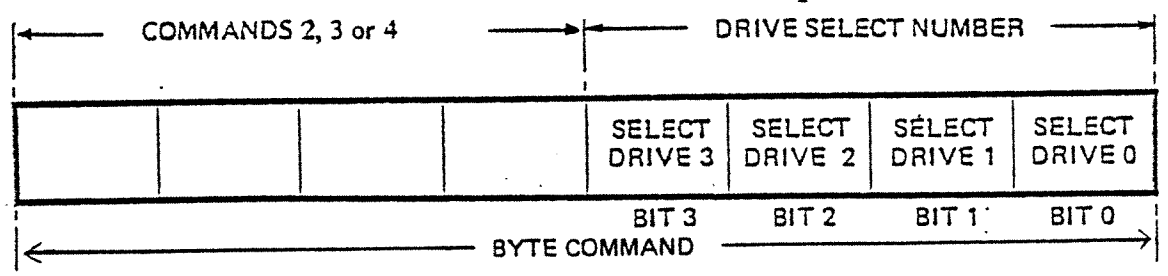 COMMANDS 2, 3 or 4 DRIVE SELECT NUMBER
SELECT DRIVE 3 SELECT DRIVE 2 SELECT DRIVE 1 SELECT DRIVE 0
BIT 3 BIT 2 BIT 1 BIT 0
BYTE COMMAND